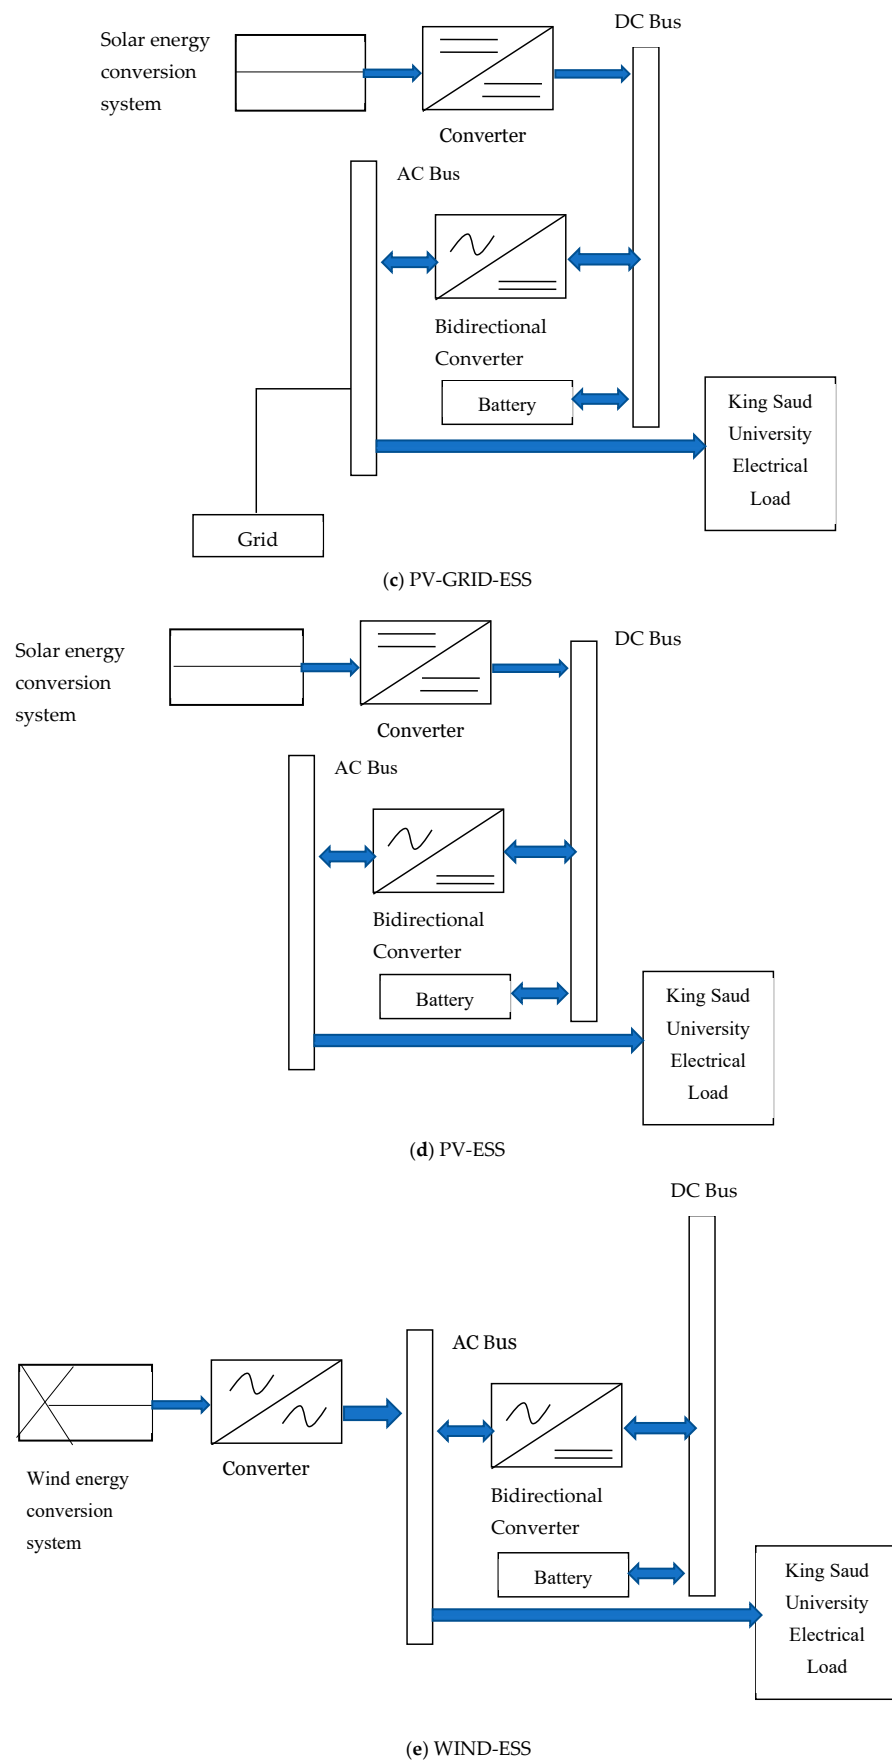 DC Bus
Solar energy
conversion
system
Converter
AC Bus
Bidirectional
Converter
Battery
King Saud
University
Electrical
Load
Grid
(c) PV-GRID-ESS
DC Bus
Solar energy
conversion
system
Converter
AC Bus
Bidirectional
Converter
Battery
King Saud
University
Electrical
Load
(d) PV-ESS
DC Bus
AC Bus
Converter
Wind energy
conversion
system
Bidirectional
Converter
Battery
King Saud
University
Electrical
Load
(e) WIND-ESS